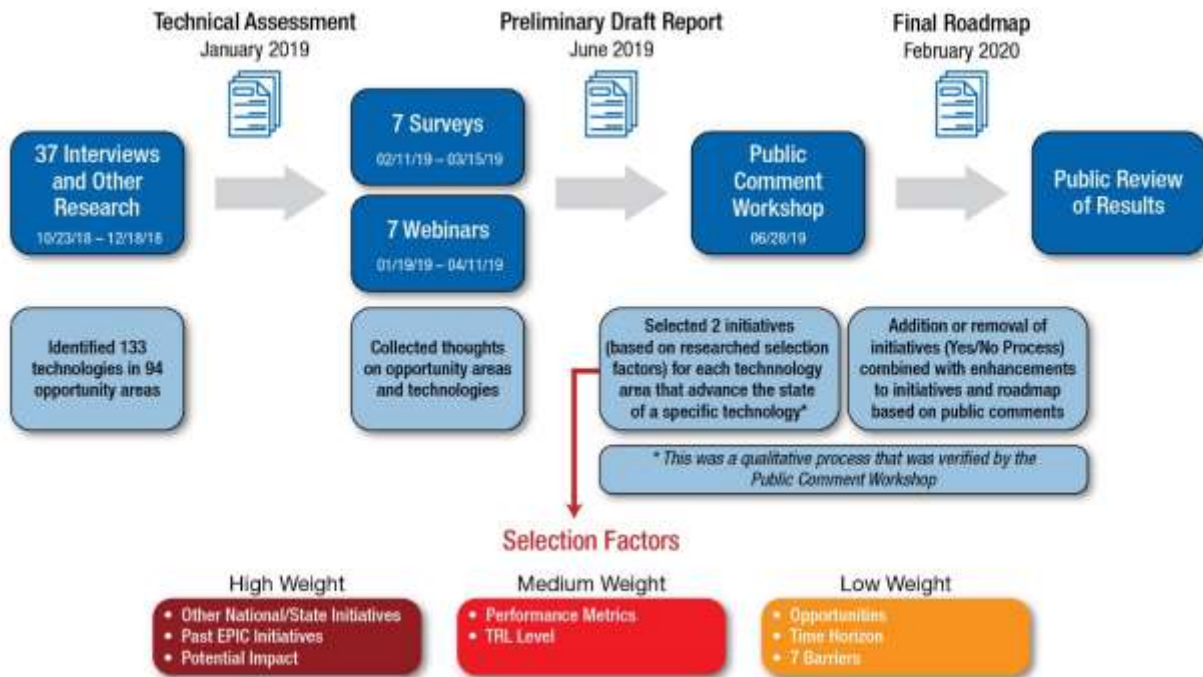 Technical Assessment
January 2019
Preliminary Draft Report
June 2019
Final Roadmap
February 2020
37 Interviews
and Other
Research
10/23/18 – 12/18/18
7 Surveys
02/11/19 – 03/15/19
7 Webinars
01/19/19 – 04/11/19
Public
Comment
Workshop
06/28/19
Public Review
of Results
Identified 133
technologies in 94
opportunity areas
Collected thoughts
on opportunity areas
and technologies
Selected 2 initiatives
(based on researched selection
factors) for each technology
area that advance the state
of a specific technology*
Addition or removal of
initiatives (Yes/No Process)
combined with enhancements
to initiatives and roadmap
based on public comments
* This was a qualitative process that was verified by the
Public Comment Workshop
Selection Factors
High Weight
• Other National/State Initiatives
• Past EPIC Initiatives
• Potential Impact
Medium Weight
• Performance Metrics
• TRL Level
Low Weight
• Opportunities
• Time Horizon
• 7 Barriers